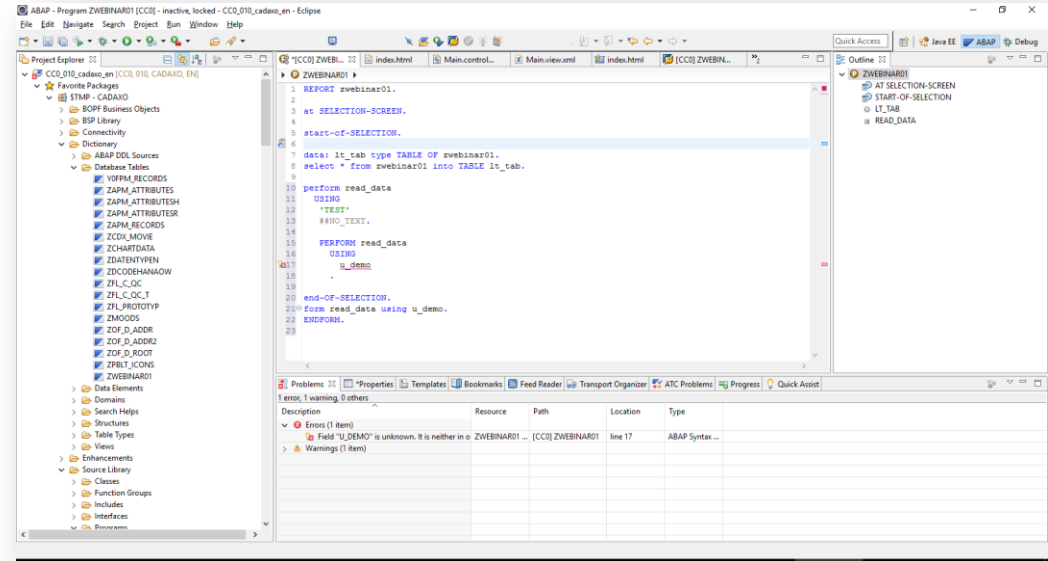 ABAP - Program ZWEBINAR01 [CC0] - inactive, locked - CC0_010_cadaxo_en - Eclipse
File Edit Navigate Search Project Run Window Help
Quick Access Java EE ABAP Debug
Project Explorer
CC0_010_cadaxo_en [CC0, 010, CADAXO, EN]
Favorite Packages
$TMP - CADAXO
BOPF Business Objects
BSP Library
Connectivity
Dictionary
ABAP DDL Sources
Database Tables
Y0FPM_RECORDS
ZAPM_ATTRIBUTES
ZAPM_ATTRIBUTESH
ZAPM_ATTRIBUTESR
ZAPM_RECORDS
ZCDX_MOVIE
ZCHARTDATA
ZDATENTYPEN
ZDCODEHANAOW
ZFL_C_QC
ZFL_C_QC_T
ZFL_PROTOTYP
ZMOODS
ZOF_D_ADDR
ZOF_D_ADDR2
ZOF_D_ROOT
ZPBLT_ICONS
ZWEBINAR01
Data Elements
Domains
Search Helps
Structures
Table Types
Views
Enhancements
Source Library
Classes
Function Groups
Includes
Interfaces
Programs
*[CC0] ZWEBI... index.html Main.control... Main.view.xml index.html [CC0] ZWEBIN... 2
ZWEBINAR01
1 REPORT zwebinar01.
2
3 at SELECTION-SCREEN.
4
5 start-of-SELECTION.
6
7 data: lt_tab type TABLE OF zwebinar01.
8 select * from zwebinar01 into TABLE lt_tab.
9
10 perform read_data
11 USING
12 'TEST'
13 ##NO_TEXT.
14
15 PERFORM read_data
16 USING
17 u_demo
18 .
19
20 end-OF-SELECTION.
21 form read_data using u_demo.
22 ENDFORM.
23
Outline
ZWEBINAR01
AT SELECTION-SCREEN
START-OF-SELECTION
LT_TAB
READ_DATA
Problems *Properties Templates Bookmarks Feed Reader Transport Organizer ATC Problems Progress Quick Assist
1 error, 1 warning, 0 others
Description Resource Path Location Type
Errors (1 item)
Field "U_DEMO" is unknown. It is neither in o ZWEBINAR01 ... [CC0] ZWEBINAR01 line 17 ABAP Syntax ...
Warnings (1 item)